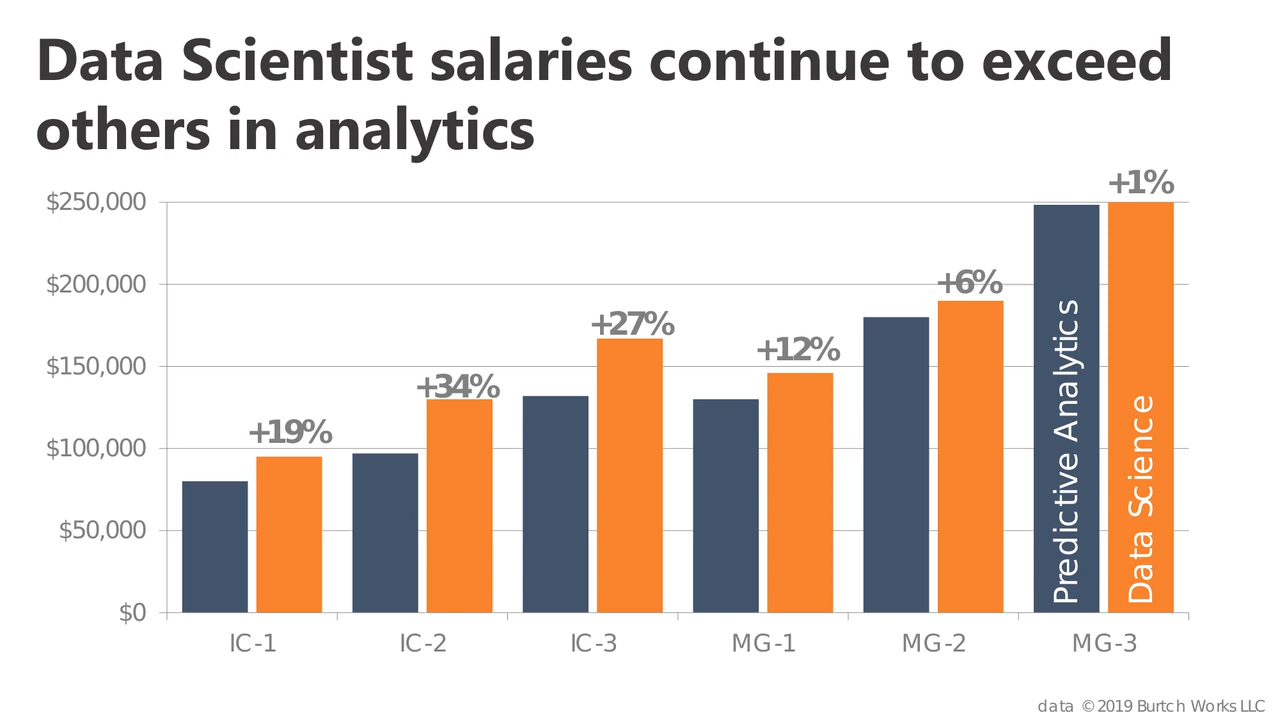 Data Scientist salaries continue to exceed
others in analytics
$250,000
$200,000
$150,000
$100,000
$50,000
$0
+19%
+34%
+27%
+12%
+6%
+1%
Predictive Analytics
Data Science
IC-1
IC-2
IC-3
MG-1
MG-2
MG-3
data ©2019 Burtch Works LLC